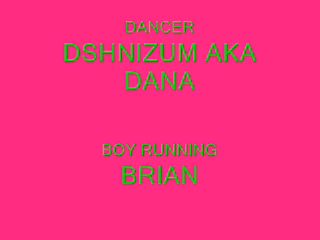 DANCER
DSHNIZUM AKA
DANA
BOY RUNNING
BRIAN